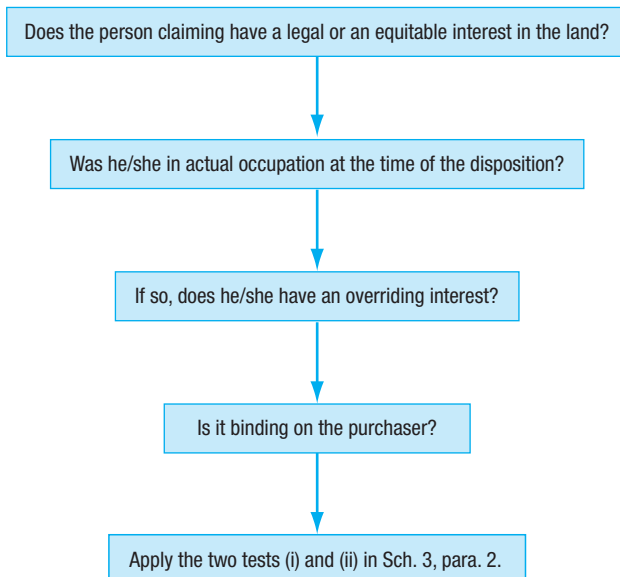 Does the person claiming have a legal or an equitable interest in the land?
Was he/she in actual occupation at the time of the disposition?
If so, does he/she have an overriding interest?
Is it binding on the purchaser?
Apply the two tests (i) and (ii) in Sch. 3, para. 2.